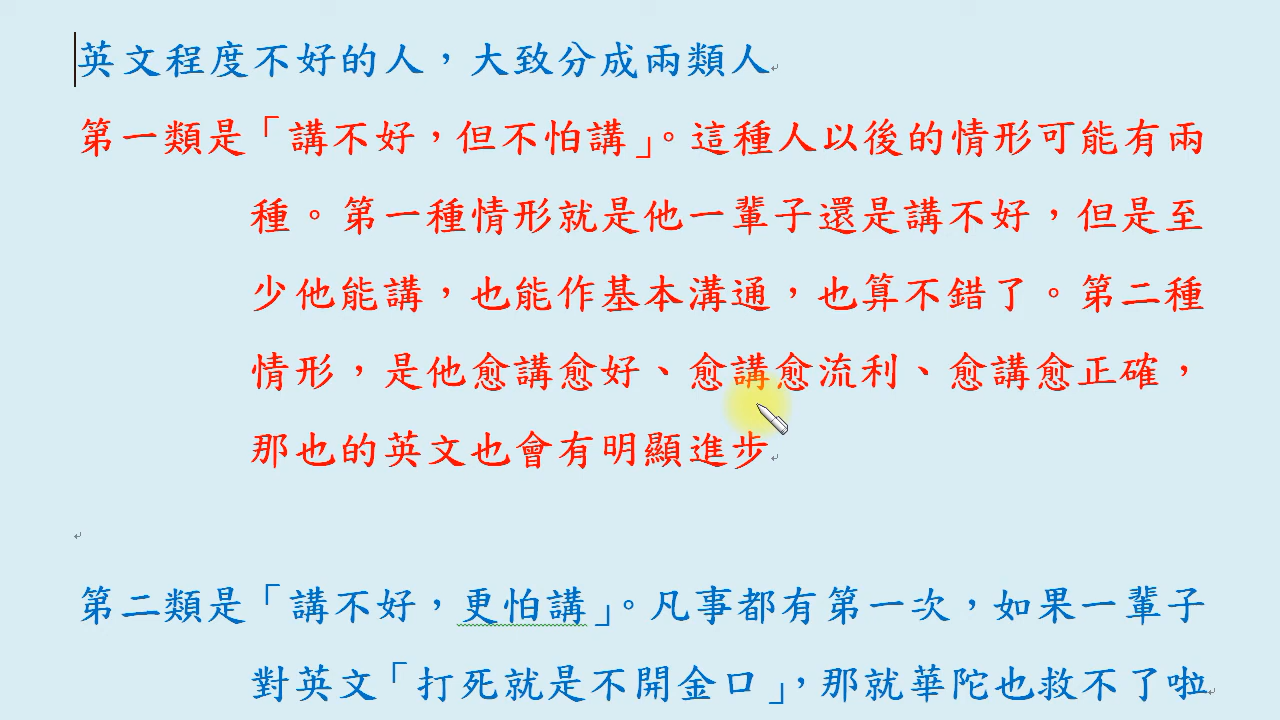 英文程度不好的人，大致分成兩類人
第一類是「講不好，但不怕講」。這種人以後的情形可能有兩
種。第一種情形就是他一輩子還是講不好，但是至
少他能講，也能作基本溝通，也算不錯了。第二種
情形，是他愈講愈好、愈講愈流利、愈講愈正確，
那也的英文也會有明顯進步
第二類是「講不好，更怕講」。凡事都有第一次，如果一輩子
對英文「打死就是不開金口」，那就華陀也救不了啦